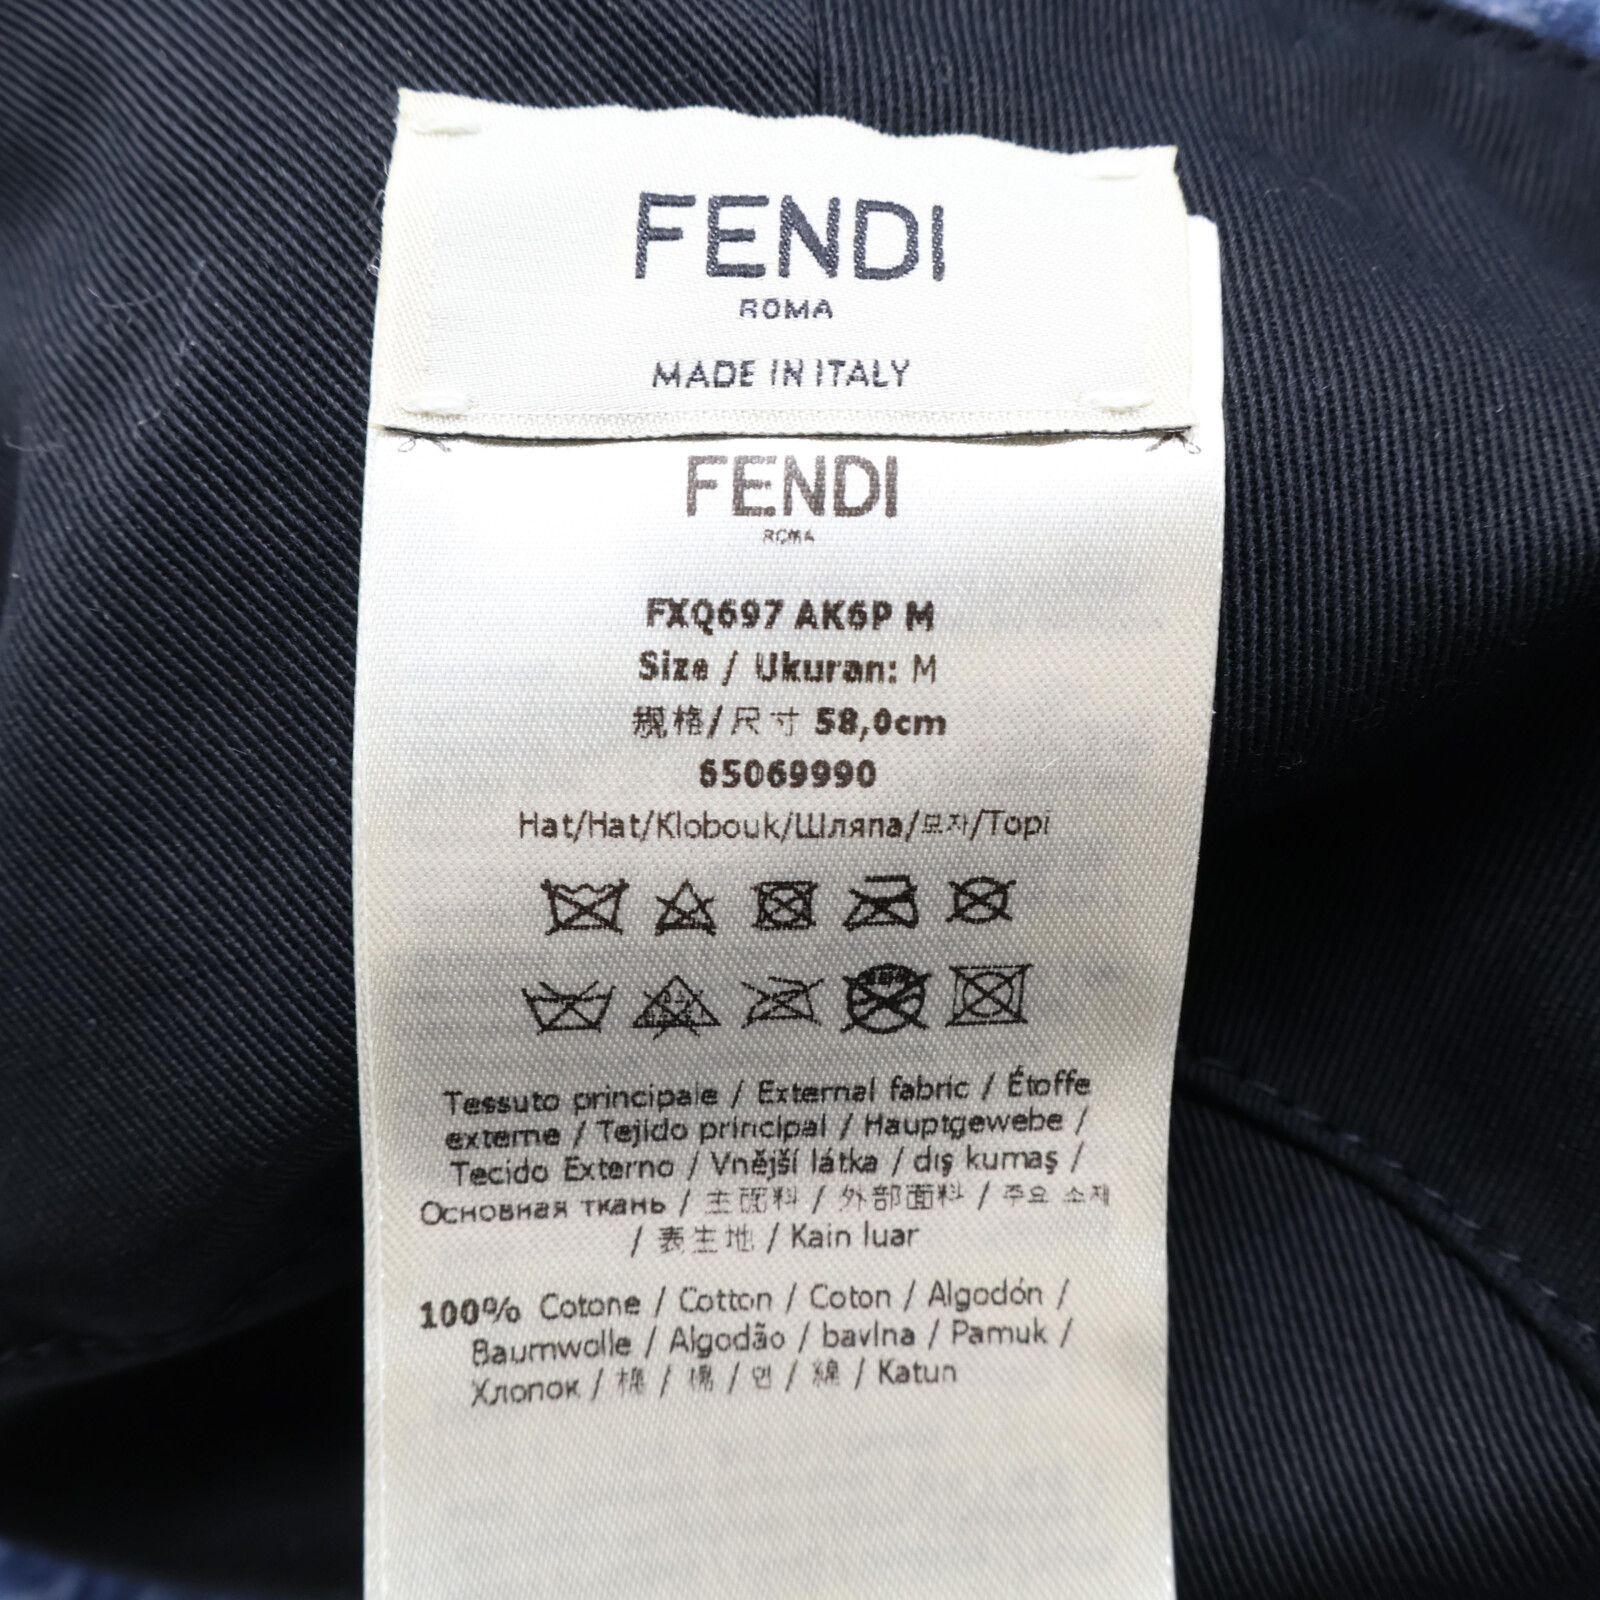 FENDI
ROMA
MADE IN ITALY
FENDI
ROMA
FXQ697 AK6P M
Size / Ukuran: M
规格/尺寸 58,0cm
65069990
Hat/Hat/Klobouk/Шляпа/모자/Topi
Tessuto principale / External fabric / Étoffe
externe / Tejido principal / Hauptgewebe /
Tecido Externo / Vnější látka / dış kumaş /
Основная ткань / 主面料 / 外部面料 / 주요 소재
/ 表生地 / Kain luar
100% Cotone / Cotton / Coton / Algodón /
Baumwolle / Algodão / bavlna / Pamuk /
Хлопок / 棉 / 棉 / 면 / 綿 / Katun